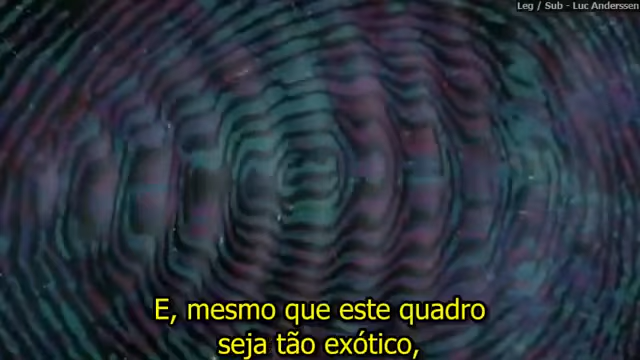 Leg / Sub - Luc Anderssen
E, mesmo que este quadro
seja tão exótico,